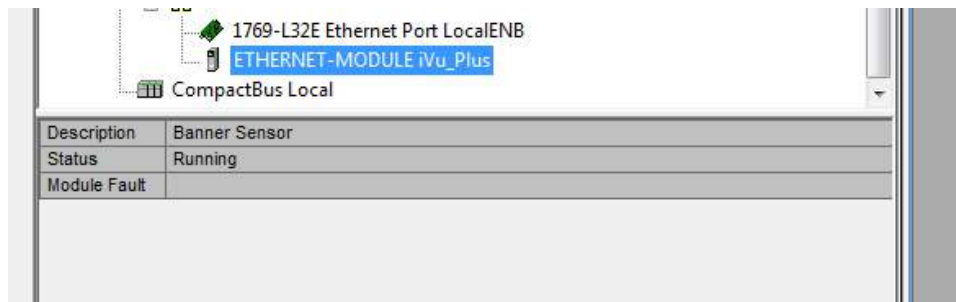 1769-L32E Ethernet Port LocalENB
ETHERNET-MODULE iVu_Plus
CompactBus Local
Description Banner Sensor
Status Running
Module Fault